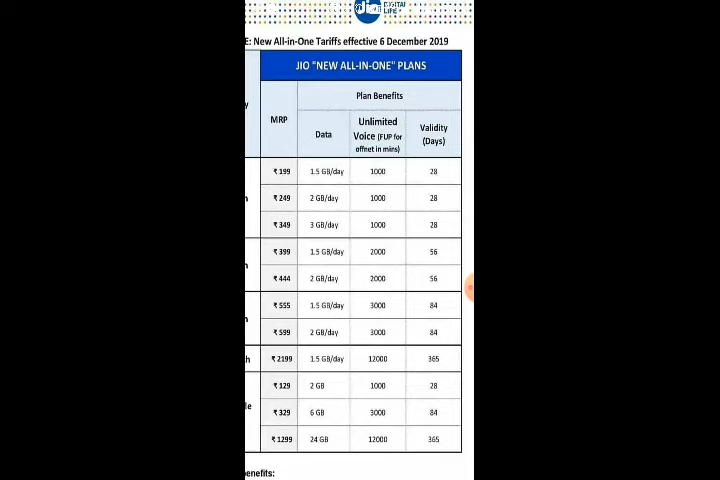 Jio DIGITAL LIFE
E: New All-in-One Tariffs effective 6 December 2019
JIO "NEW ALL-IN-ONE" PLANS
y MRP Plan Benefits
Data Unlimited Voice (FUP for offnet in mins) Validity (Days)
₹ 199 1.5 GB/day 1000 28
n ₹ 249 2 GB/day 1000 28
₹ 349 3 GB/day 1000 28
n ₹ 399 1.5 GB/day 2000 56
₹ 444 2 GB/day 2000 56
n ₹ 555 1.5 GB/day 3000 84
₹ 599 2 GB/day 3000 84
h ₹ 2199 1.5 GB/day 12000 365
₹ 129 2 GB 1000 28
le ₹ 329 6 GB 3000 84
₹ 1299 24 GB 12000 365
enefits: